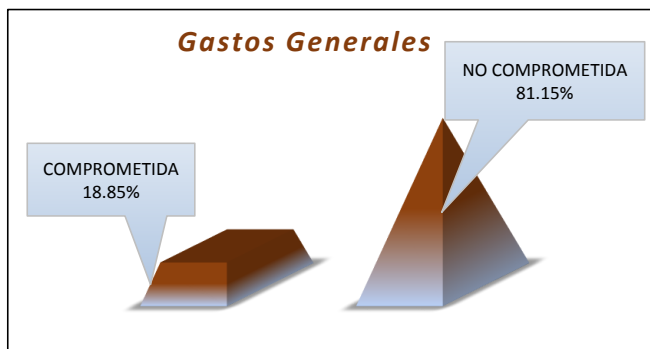 Gastos Generales
NO COMPROMETIDA
81.15%
COMPROMETIDA
18.85%